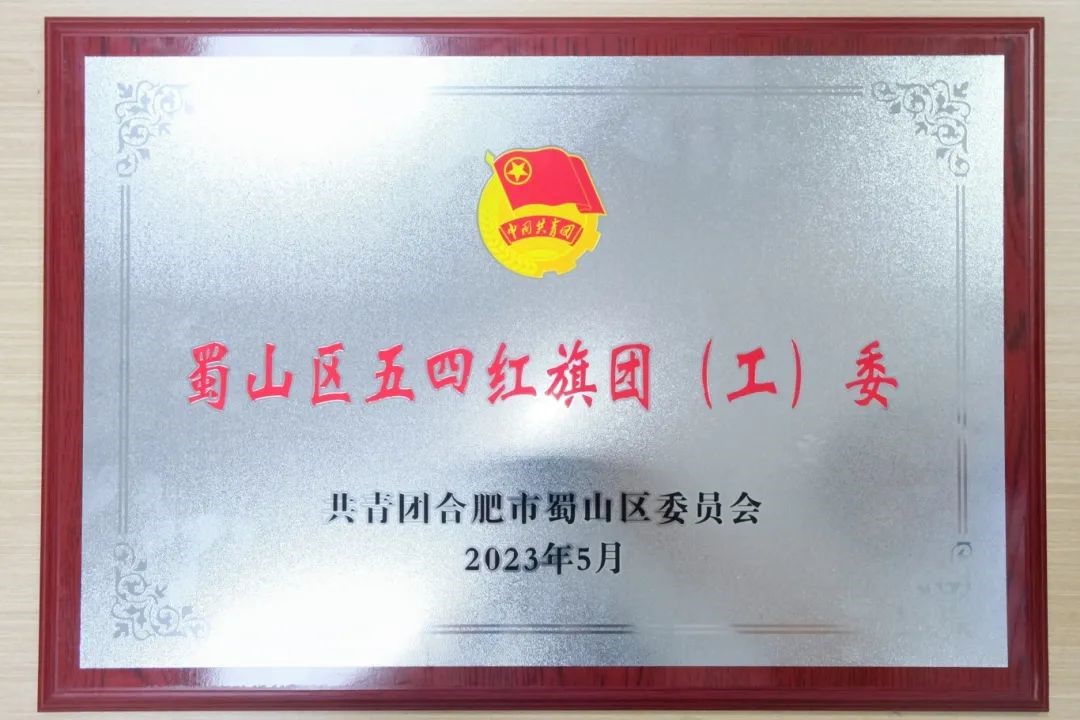 中国共青团
蜀山区五四红旗团（工）委
共青团合肥市蜀山区委员会
2023年5月